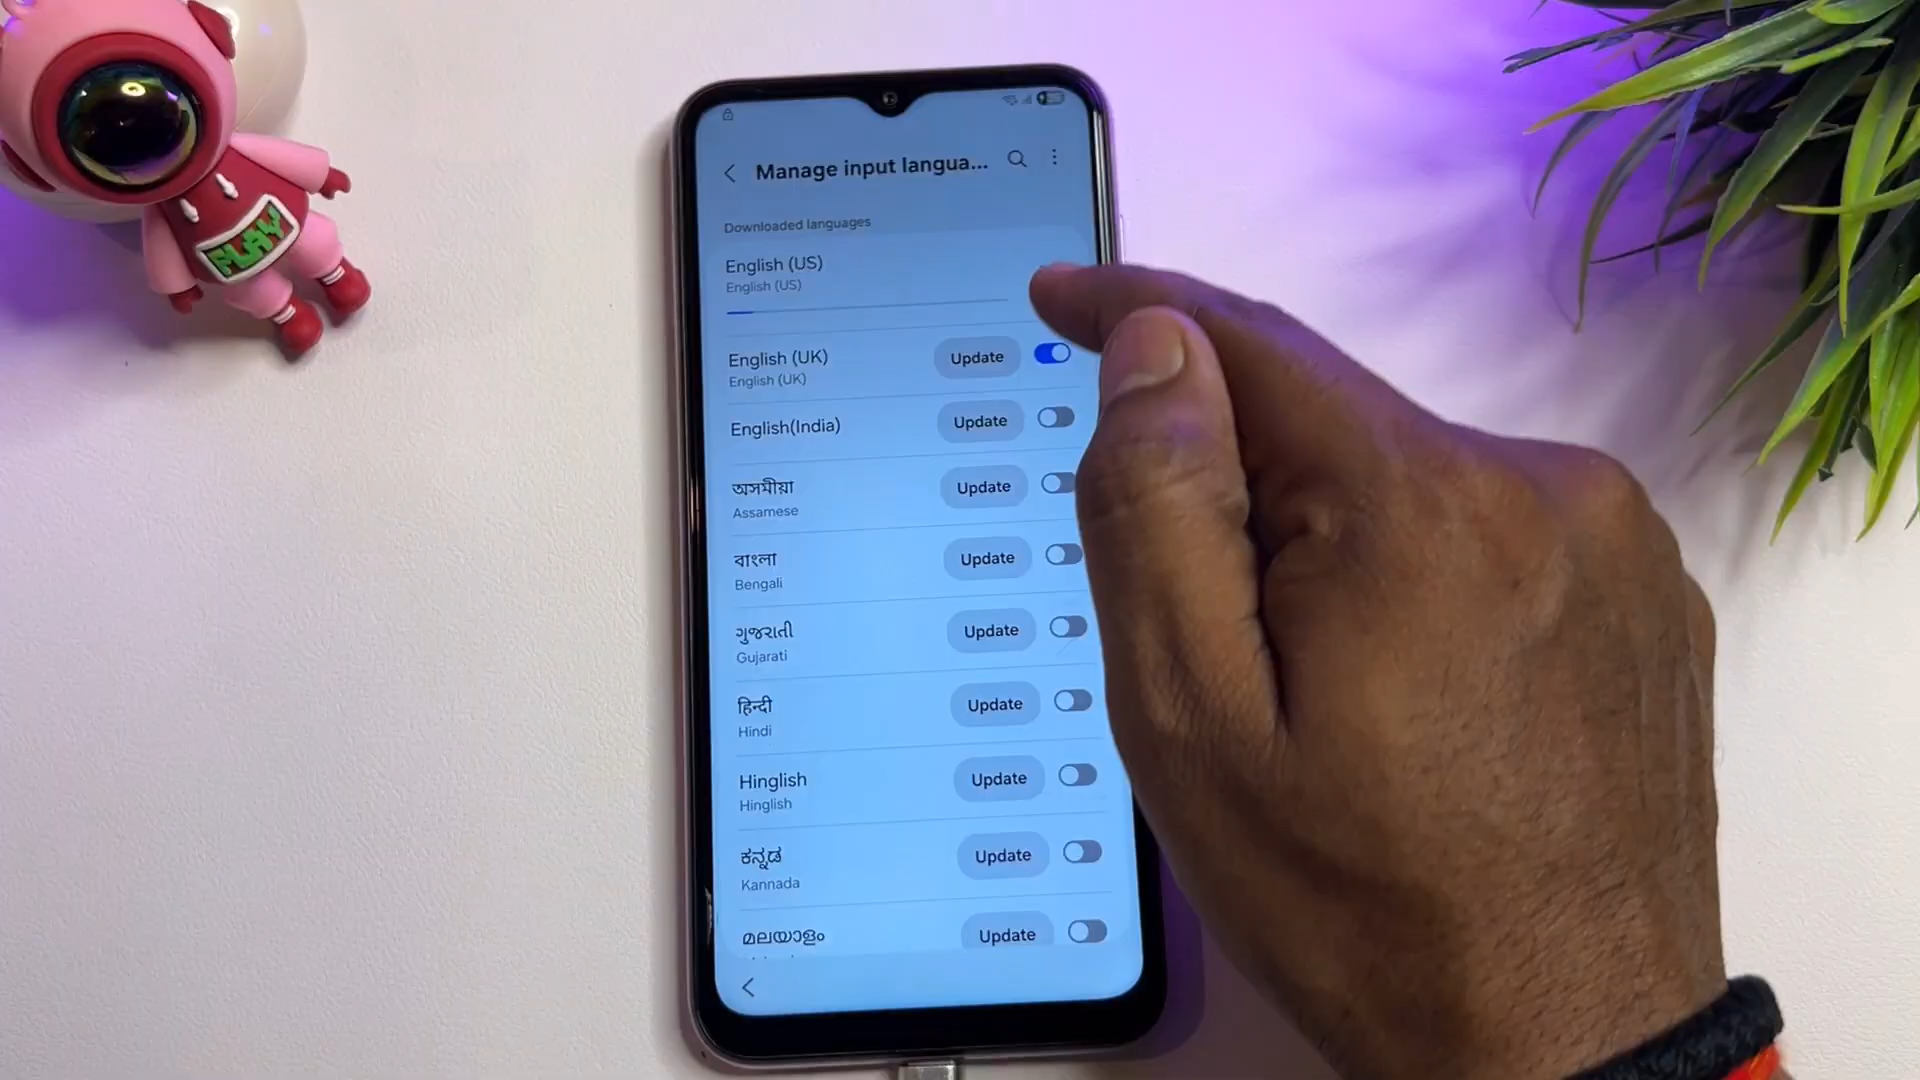 PLAY
Manage input langua...
Downloaded languages
English (US)
English (US)
English (UK)
English (UK)
Update
English(India)
Update
অসমীয়া
Assamese
Update
বাংলা
Bengali
Update
ગુજરાતી
Gujarati
Update
हिन्दी
Hindi
Update
Hinglish
Hinglish
Update
ಕನ್ನಡ
Kannada
Update
മലയാളം
Update